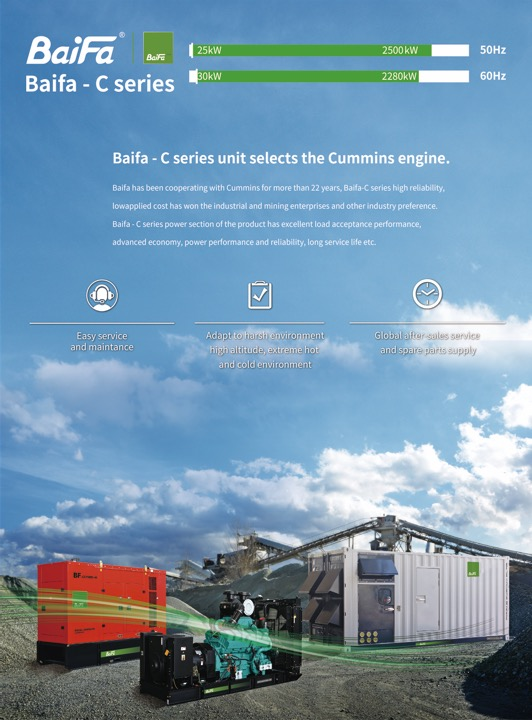 BaiFa®
BaiFa
25kW 2500kW 50Hz
Baifa - C series
30kW 2280kW 60Hz
Baifa - C series unit selects the Cummins engine.
Baifa has been cooperating with Cummins for more than 22 years, Baifa-C series high reliability,
lowapplied cost has won the industrial and mining enterprises and other industry preference.
Baifa - C series power section of the product has excellent load acceptance performance,
advanced economy, power performance and reliability, long service life etc.
Easy service
and maintance
Adapt to harsh environment
high altitude, extreme hot
and cold environment
Global after-sales service
and spare-parts supply
BF
BaiFa
BaiFa